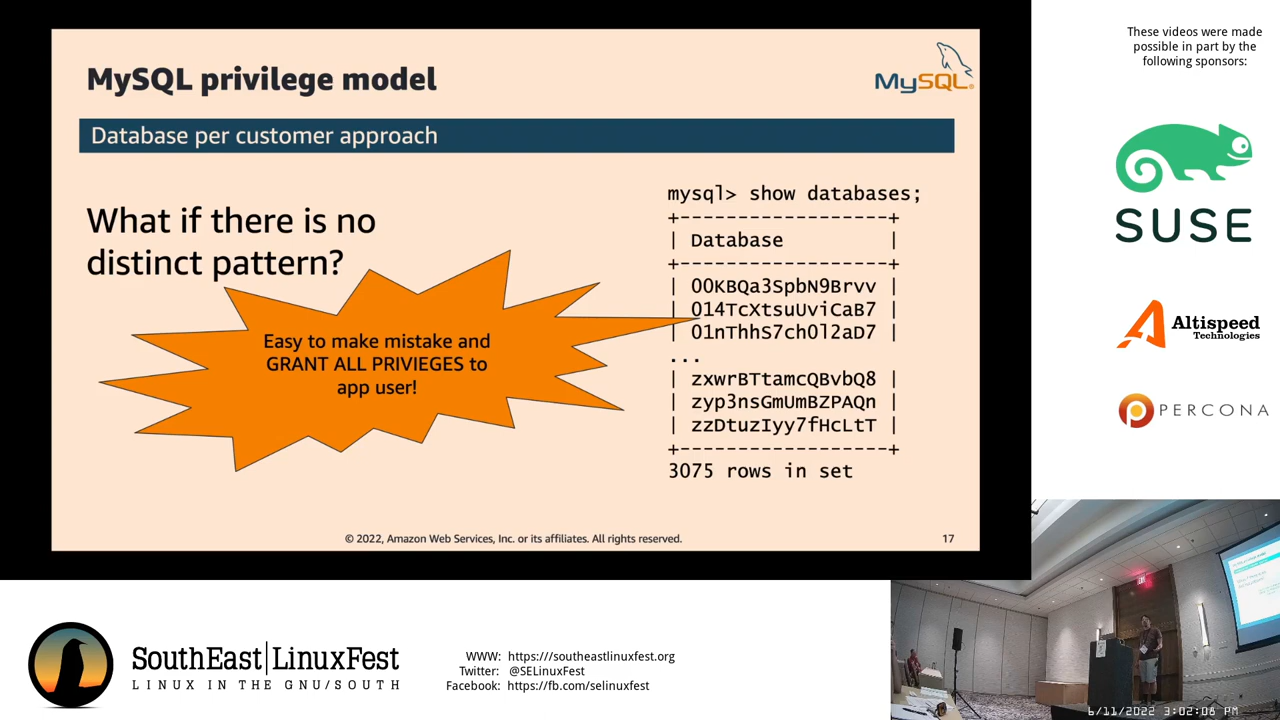 MySQL privilege model
MySQL®
Database per customer approach
What if there is no
distinct pattern?
Easy to make mistake and
GRANT ALL PRIVIEGES to
app user!
mysql> show databases;
+------------------+
| Database         |
+------------------+
| 00KBQa3SpbN9Brvv |
| 014TcXtsuUviCaB7 |
| 01nThhS7ch0l2aD7 |
...
| zxwrBTtamcQBvbQ8 |
| zyp3nsGmUmBZPAQn |
| zzDtuzIyy7fHcLtT |
+------------------+
3075 rows in set
© 2022, Amazon Web Services, Inc. or its affiliates. All rights reserved.
17
These videos were made
possible in part by the
following sponsors:
SUSE
Altispeed
Technologies
PERCONA
SouthEast|LinuxFest
LINUX IN THE GNU/SOUTH
WWW: https:///southeastlinuxfest.org
Twitter: @SELinuxFest
Facebook: https://fb.com/selinuxfest
6/11/2022 3:02:08 PM